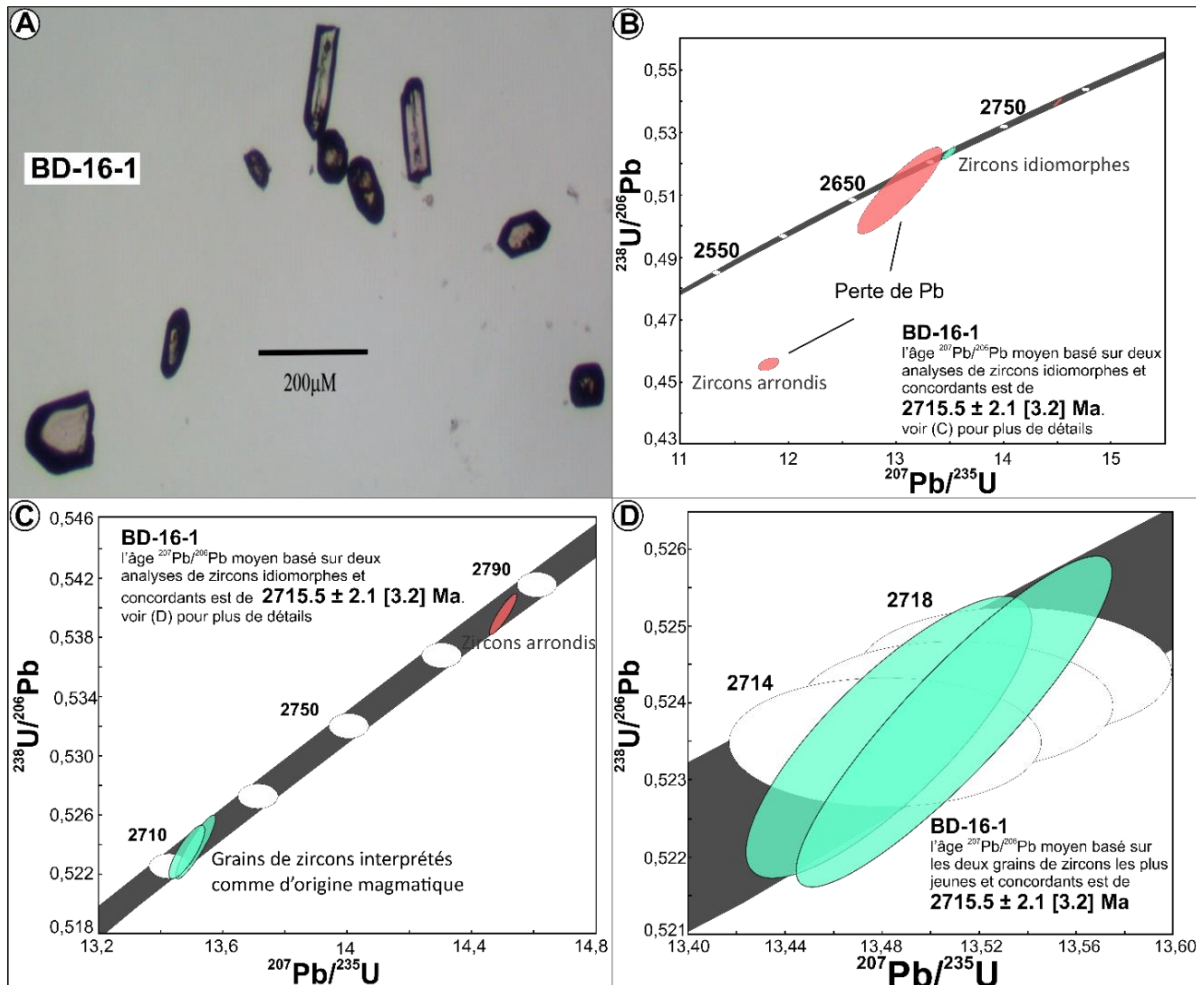 A
BD-16-1
200µM
B
0,55
0,53
0,51
0,49
0,47
0,45
0,43
²³⁸U/²⁰⁶Pb
2750
Zircons idiomorphes
2650
2550
Perte de Pb
Zircons arrondis
BD-16-1
l'âge ²⁰⁷Pb/²⁰⁶Pb moyen basé sur deux
analyses de zircons idiomorphes et
concordants est de
2715.5 ± 2.1 [3.2] Ma.
voir (C) pour plus de détails
11 12 13 14 15
²⁰⁷Pb/²³⁵U
C
0,546
0,542
0,538
0,534
0,530
0,526
0,522
0,518
²³⁸U/²⁰⁶Pb
BD-16-1
l'âge ²⁰⁷Pb/²⁰⁶Pb moyen basé sur deux
analyses de zircons idiomorphes et
concordants est de 2715.5 ± 2.1 [3.2] Ma.
voir (D) pour plus de détails
2790
Zircons arrondis
2750
2710
Grains de zircons interprétés
comme d'origine magmatique
13,2 13,6 14 14,4 14,8
²⁰⁷Pb/²³⁵U
D
0,526
0,525
0,524
0,523
0,522
0,521
²³⁸U/²⁰⁶Pb
2718
2714
BD-16-1
l'âge ²⁰⁷Pb/²⁰⁶Pb moyen basé sur
les deux grains de zircons les plus
jeunes et concordants est de
2715.5 ± 2.1 [3.2] Ma
13,40 13,44 13,48 13,52 13,56 13,60
²⁰⁷Pb/²³⁵U